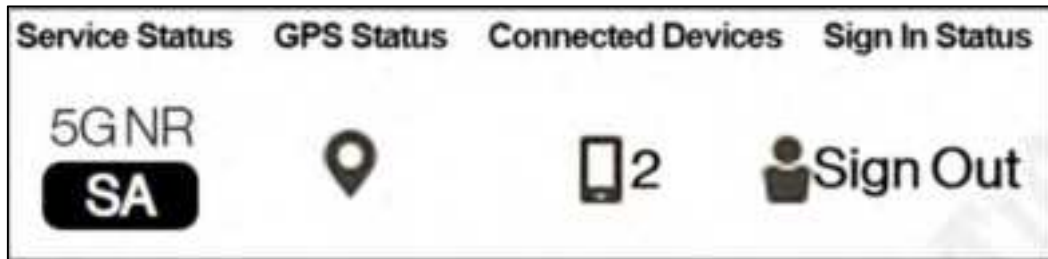 Service Status GPS Status Connected Devices Sign In Status
5G NR
SA
2
Sign Out